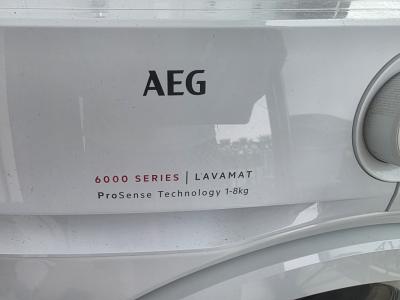 AEG
6000 SERIES | LAVAMAT
ProSense Technology 1-8kg